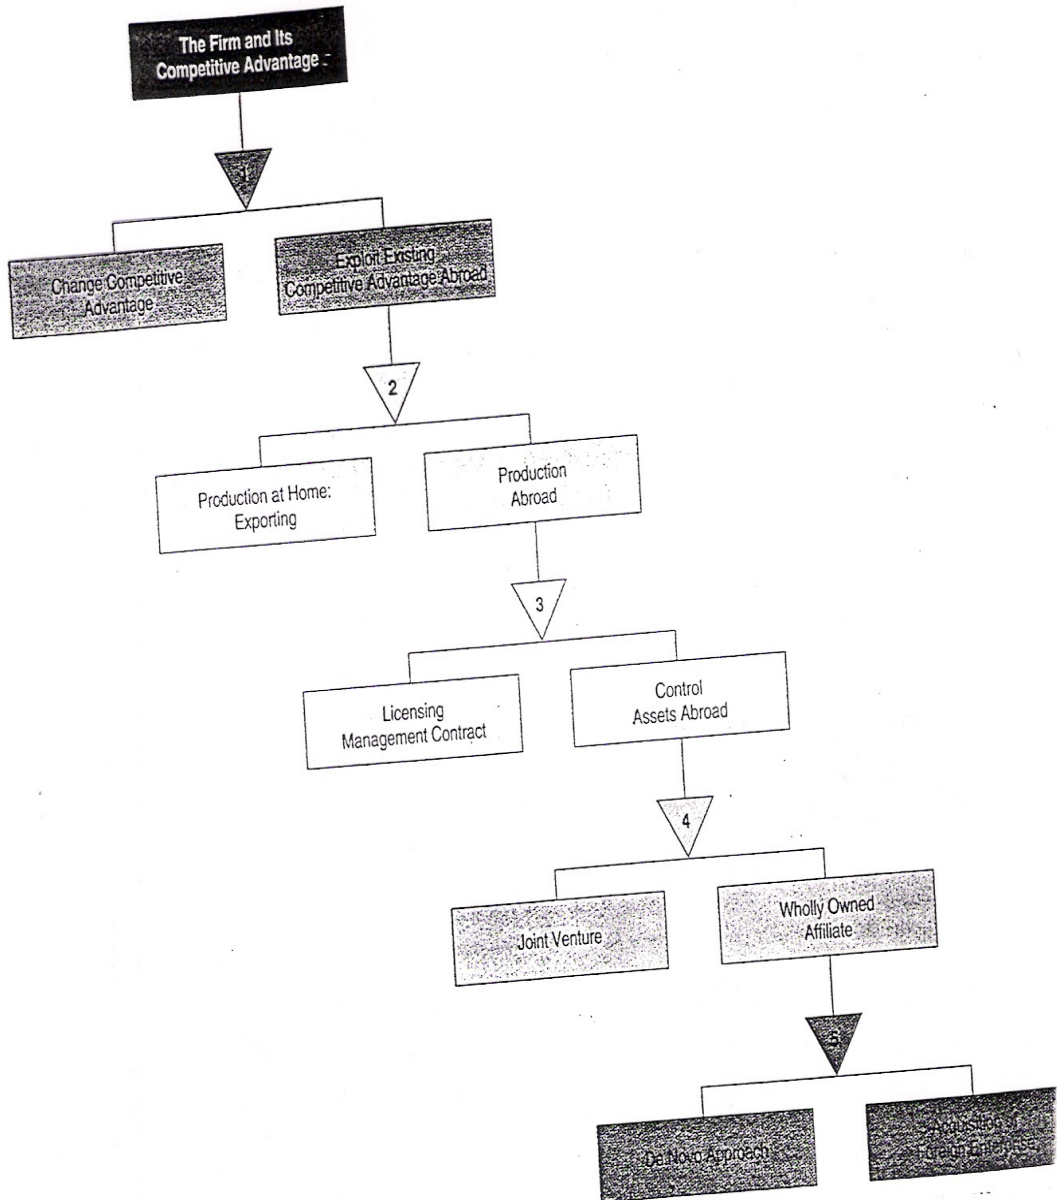 The Firm and Its
Competitive Advantage
1
Change Competitive
Advantage
Exploit Existing
Competitive Advantage Abroad
2
Production at Home:
Exporting
Production
Abroad
3
Licensing
Management Contract
Control
Assets Abroad
4
Joint Venture
Wholly Owned
Affiliate
5
De Novo Approach
Acquisition of
Foreign Enterprise